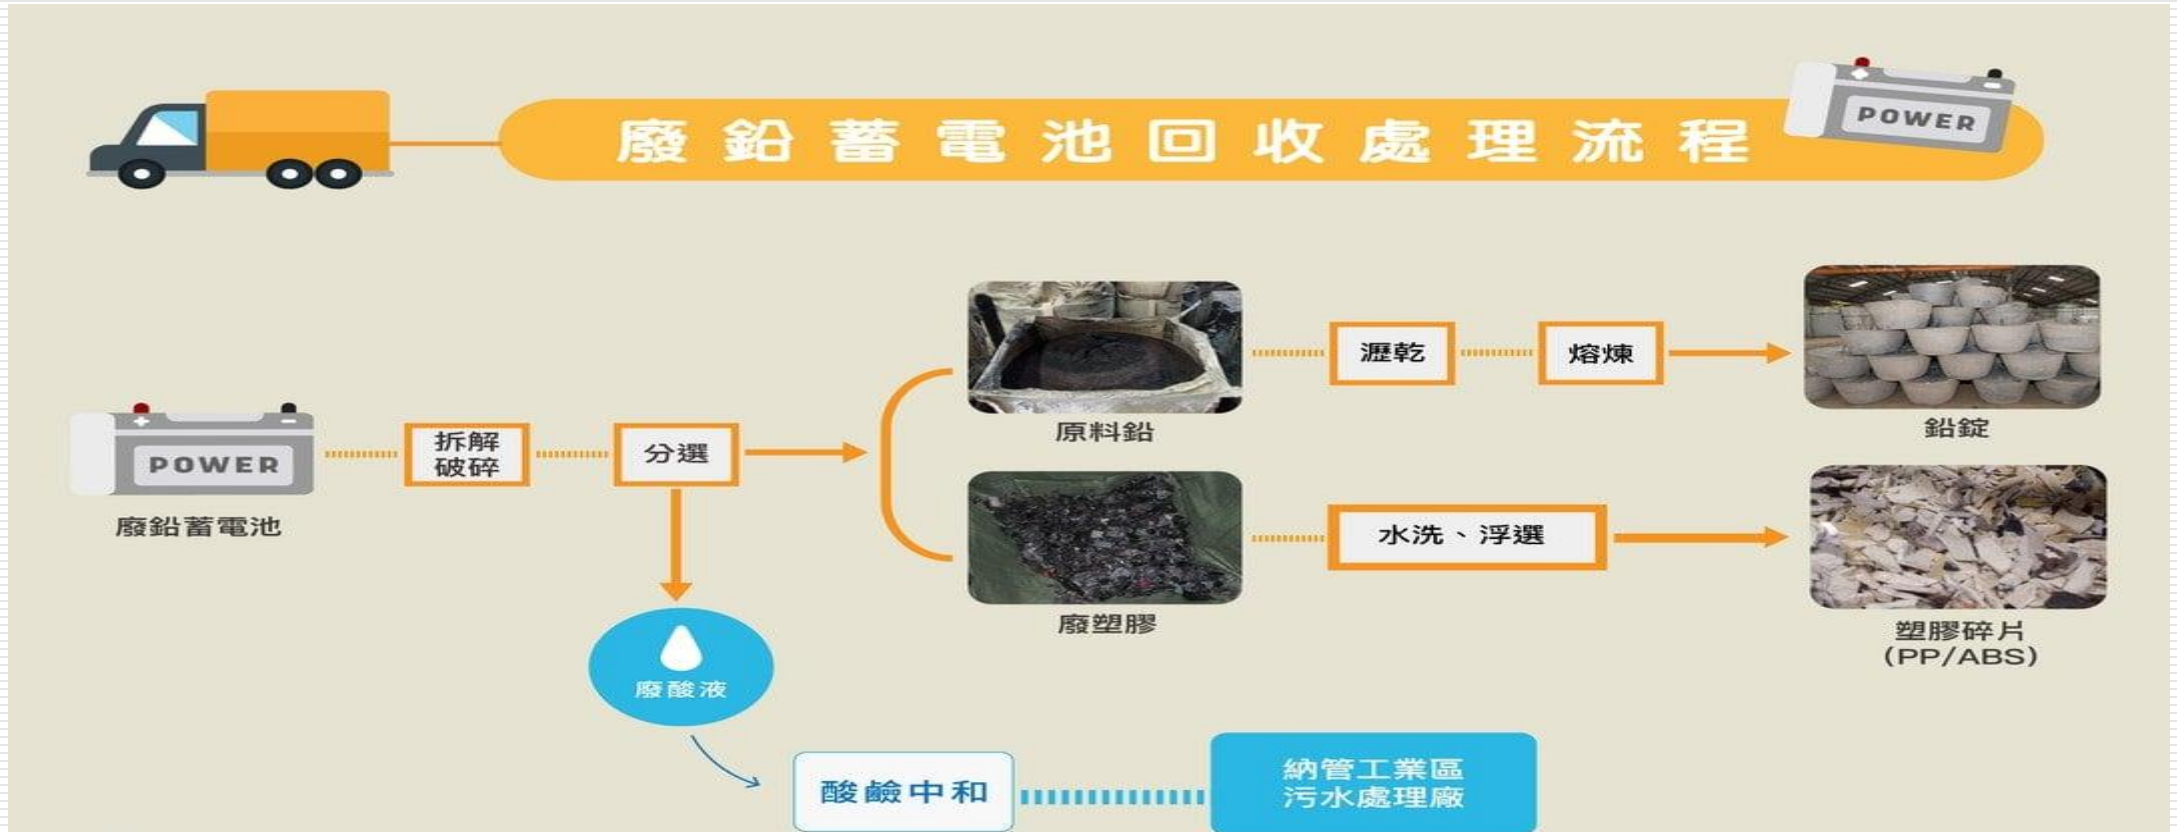 廢鉛蓄電池回收處理流程
POWER
POWER
廢鉛蓄電池
拆解
破碎
分選
原料鉛
瀝乾
熔煉
鉛錠
廢塑膠
水洗、浮選
塑膠碎片
(PP/ABS)
廢酸液
酸鹼中和
納管工業區
污水處理廠